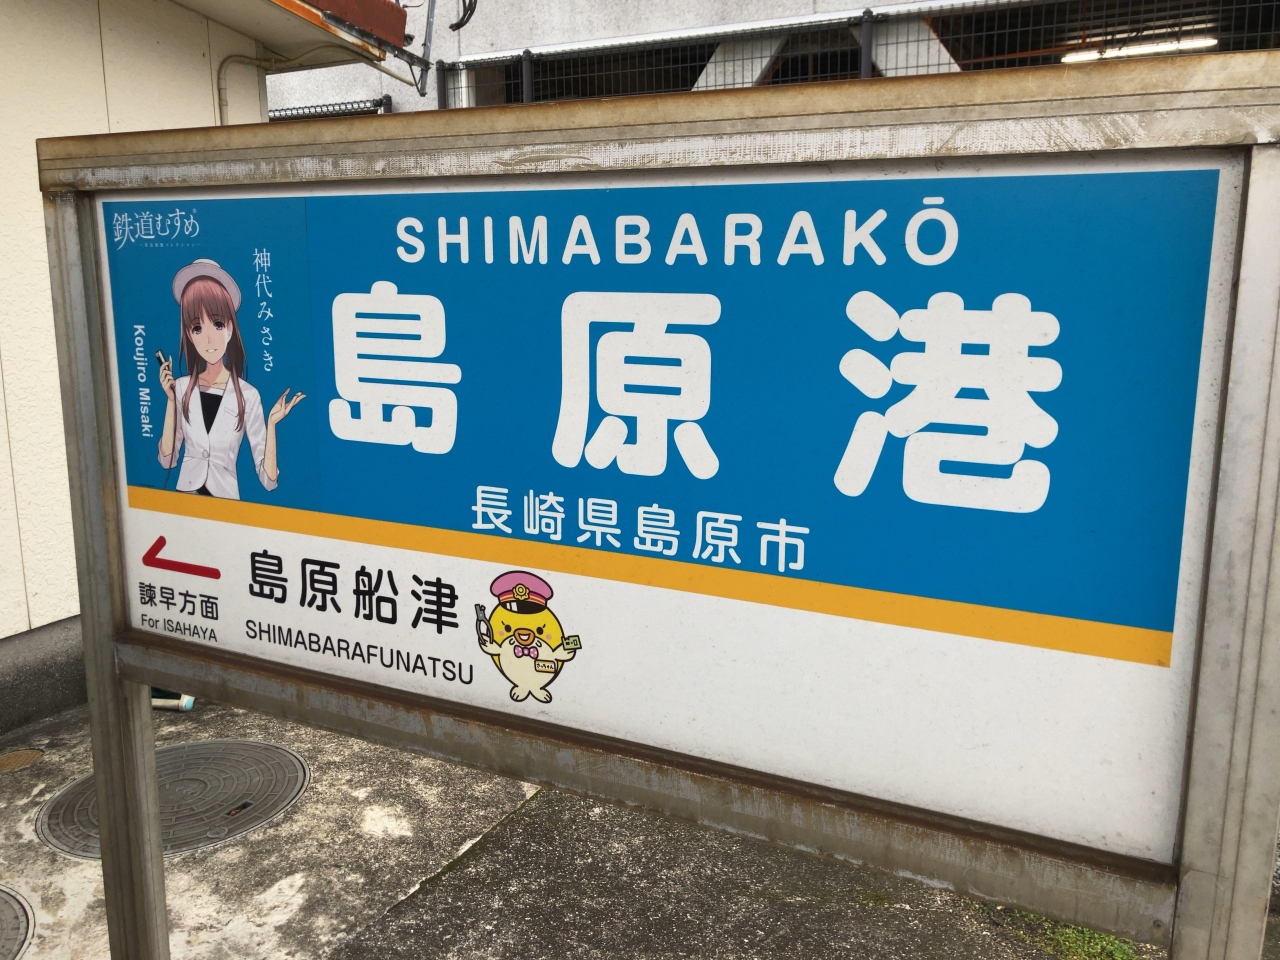 鉄道むすめ
神代みさき
Koujiro Misaki
SHIMABARAKŌ
島原港
長崎県島原市
諫早方面
For ISAHAYA
島原船津
SHIMABARAFUNATSU